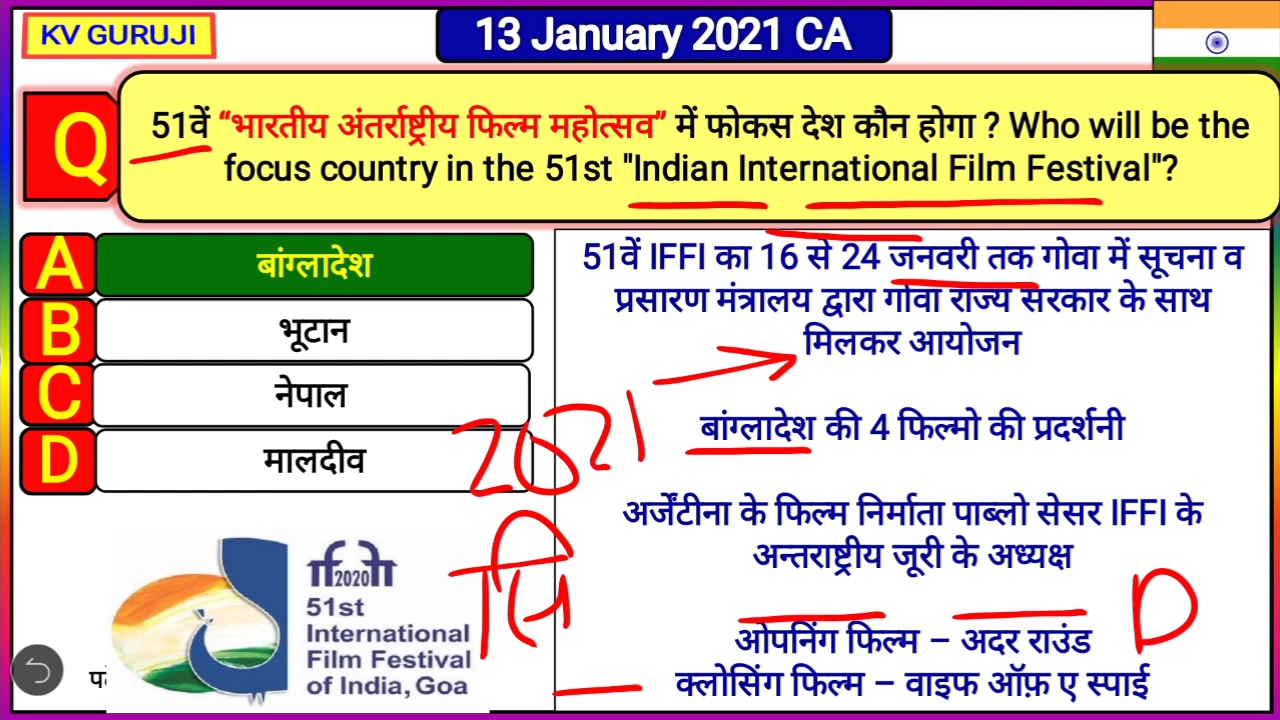 KV GURUJI
13 January 2021 CA
Q
51वें “भारतीय अंतर्राष्ट्रीय फिल्म महोत्सव” में फोकस देश कौन होगा ? Who will be the
focus country in the 51st "Indian International Film Festival"?
A बांग्लादेश
B भूटान
C नेपाल
D मालदीव
51वें IFFI का 16 से 24 जनवरी तक गोवा में सूचना व
प्रसारण मंत्रालय द्वारा गोवा राज्य सरकार के साथ
मिलकर आयोजन
2021
बांग्लादेश की 4 फिल्मो की प्रदर्शनी
अर्जेंटीना के फिल्म निर्माता पाब्लो सेसर IFFI के
अन्तराष्ट्रीय जूरी के अध्यक्ष
D
ओपनिंग फिल्म – अदर राउंड
क्लोसिंग फिल्म – वाइफ ऑफ़ ए स्पाई
2020
51st
International
Film Festival
of India, Goa